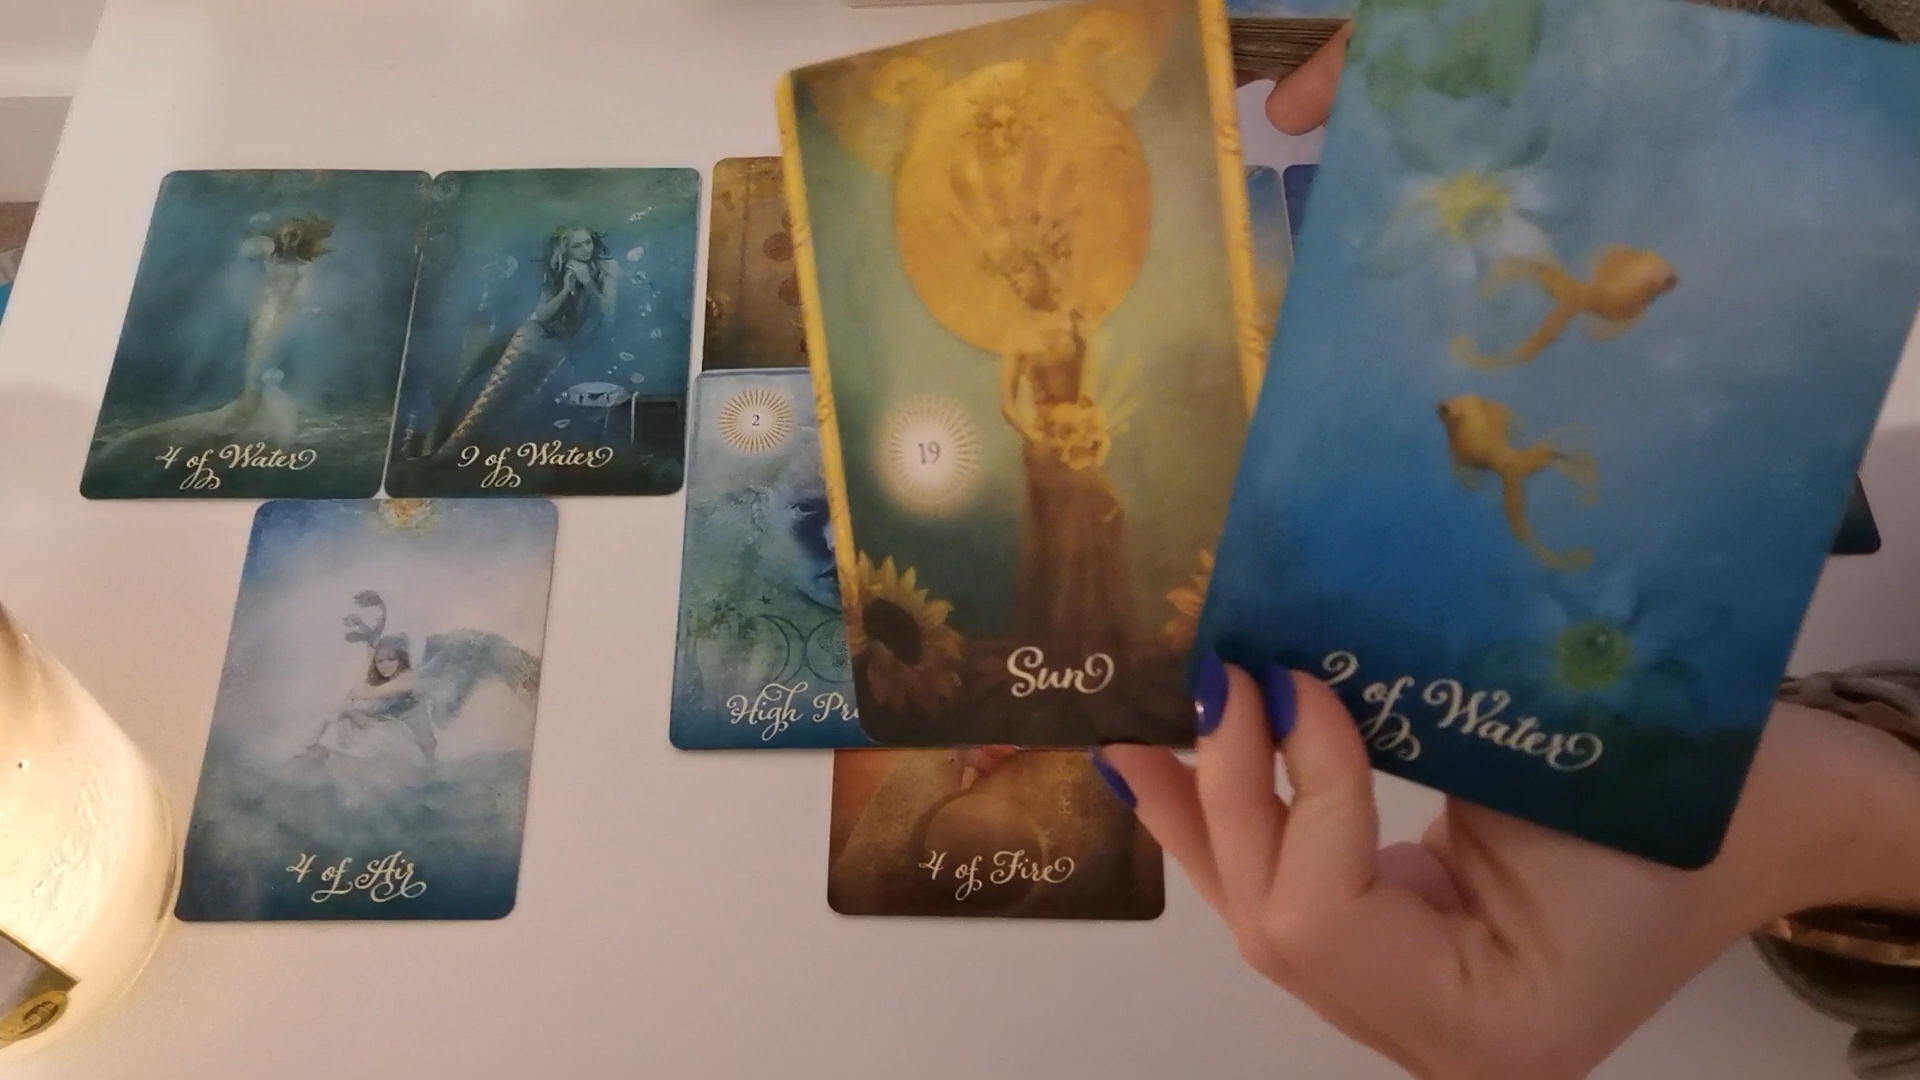 4 of Water
9 of Water
2
19
High Pr
Sun
2 of Water
4 of Air
4 of Fire